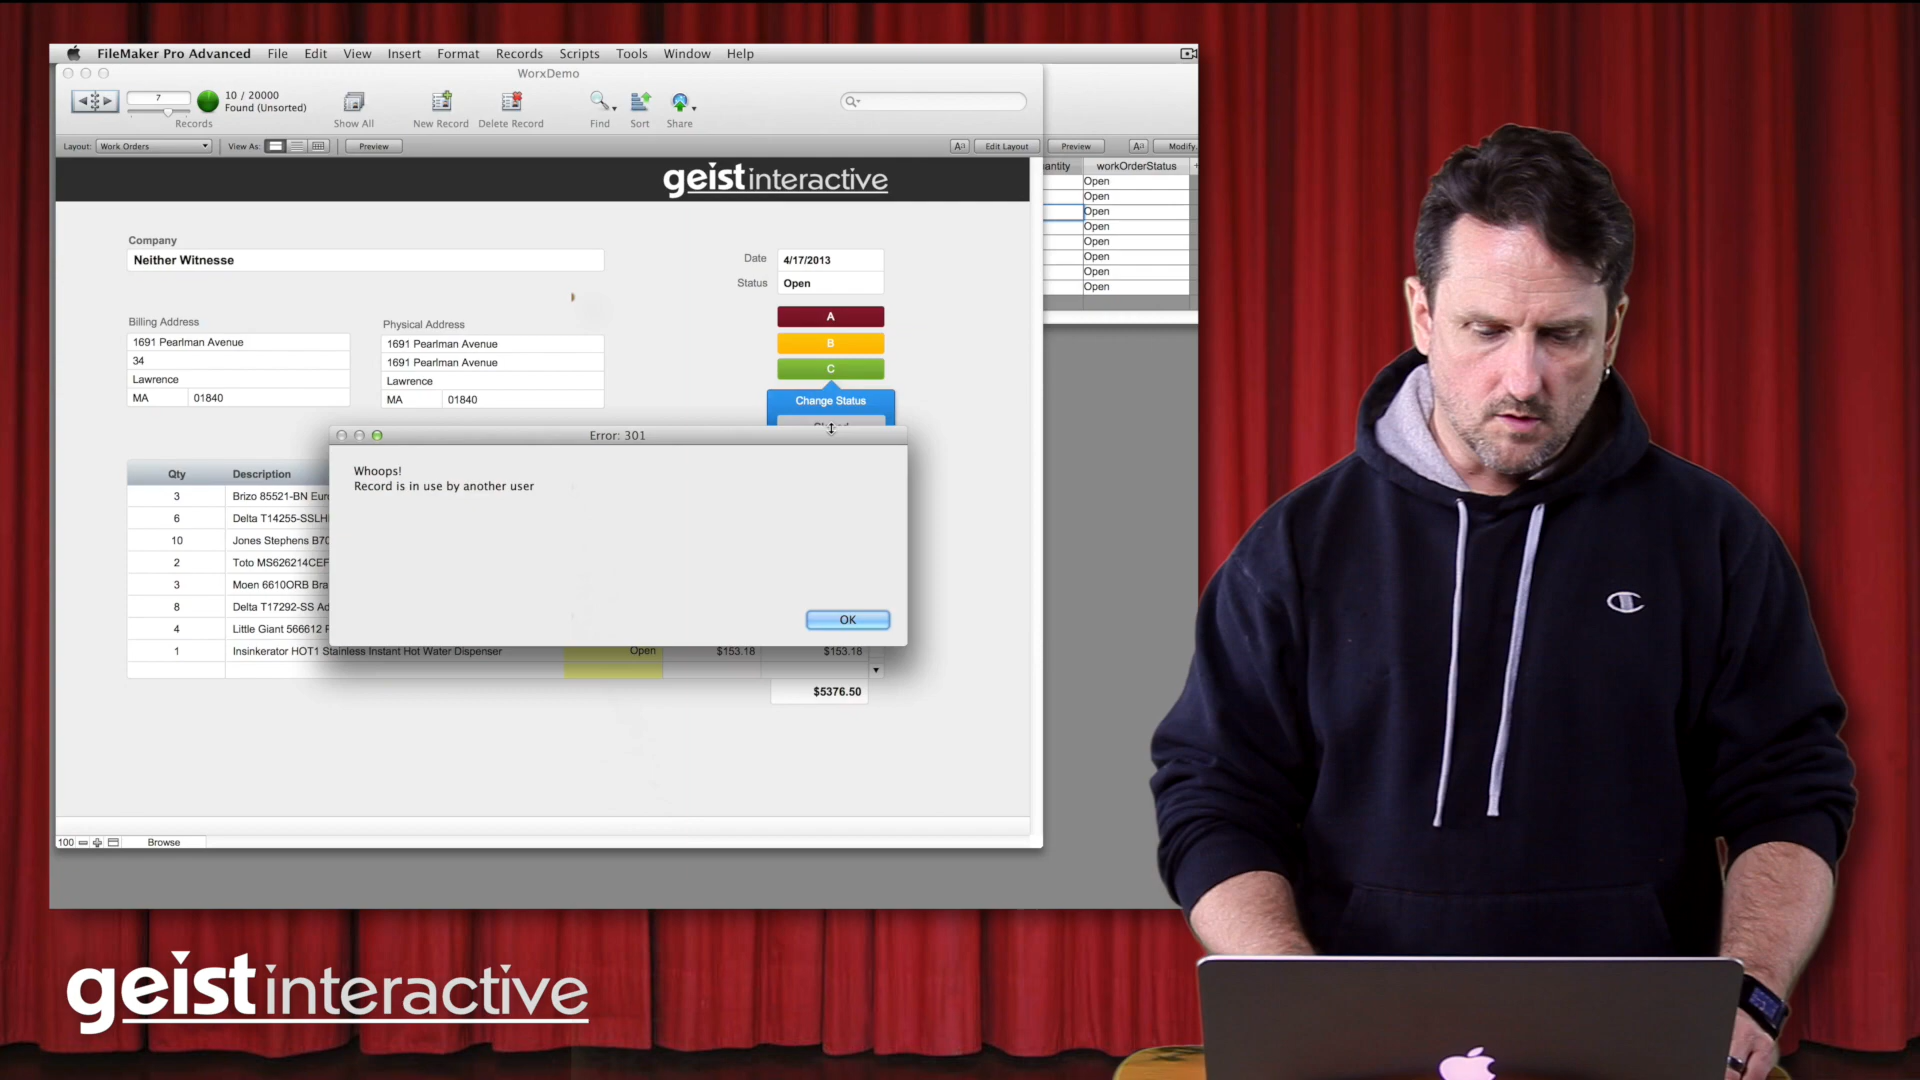 FileMaker Pro Advanced File Edit View Insert Format Records Scripts Tools Window Help
WorxDemo
7
10 / 20000
Found (Unsorted)
Records
Show All
New Record
Delete Record
Find
Sort
Share
Layout: Work Orders
View As:
Preview
Edit Layout
Preview
Modify
geistinteractive
antity
workOrderStatus
Open
Open
Open
Open
Open
Open
Open
Open
Company
Neither Witnesse
Date 4/17/2013
Status Open
A
B
C
Change Status
Billing Address
1691 Pearlman Avenue
34
Lawrence
MA 01840
Physical Address
1691 Pearlman Avenue
1691 Pearlman Avenue
Lawrence
MA 01840
Error: 301
Whoops!
Record is in use by another user
OK
Qty Description
3 Brizo 85521-BN Eur
6 Delta T14255-SSLH
10 Jones Stephens B70
2 Toto MS626214CEF
3 Moen 6610ORB Bra
8 Delta T17292-SS Ad
4 Little Giant 566612
1 Insinkerator HOT1 Stainless Instant Hot Water Dispenser Open $153.18 $153.18
$5376.50
100
Browse
geistinteractive